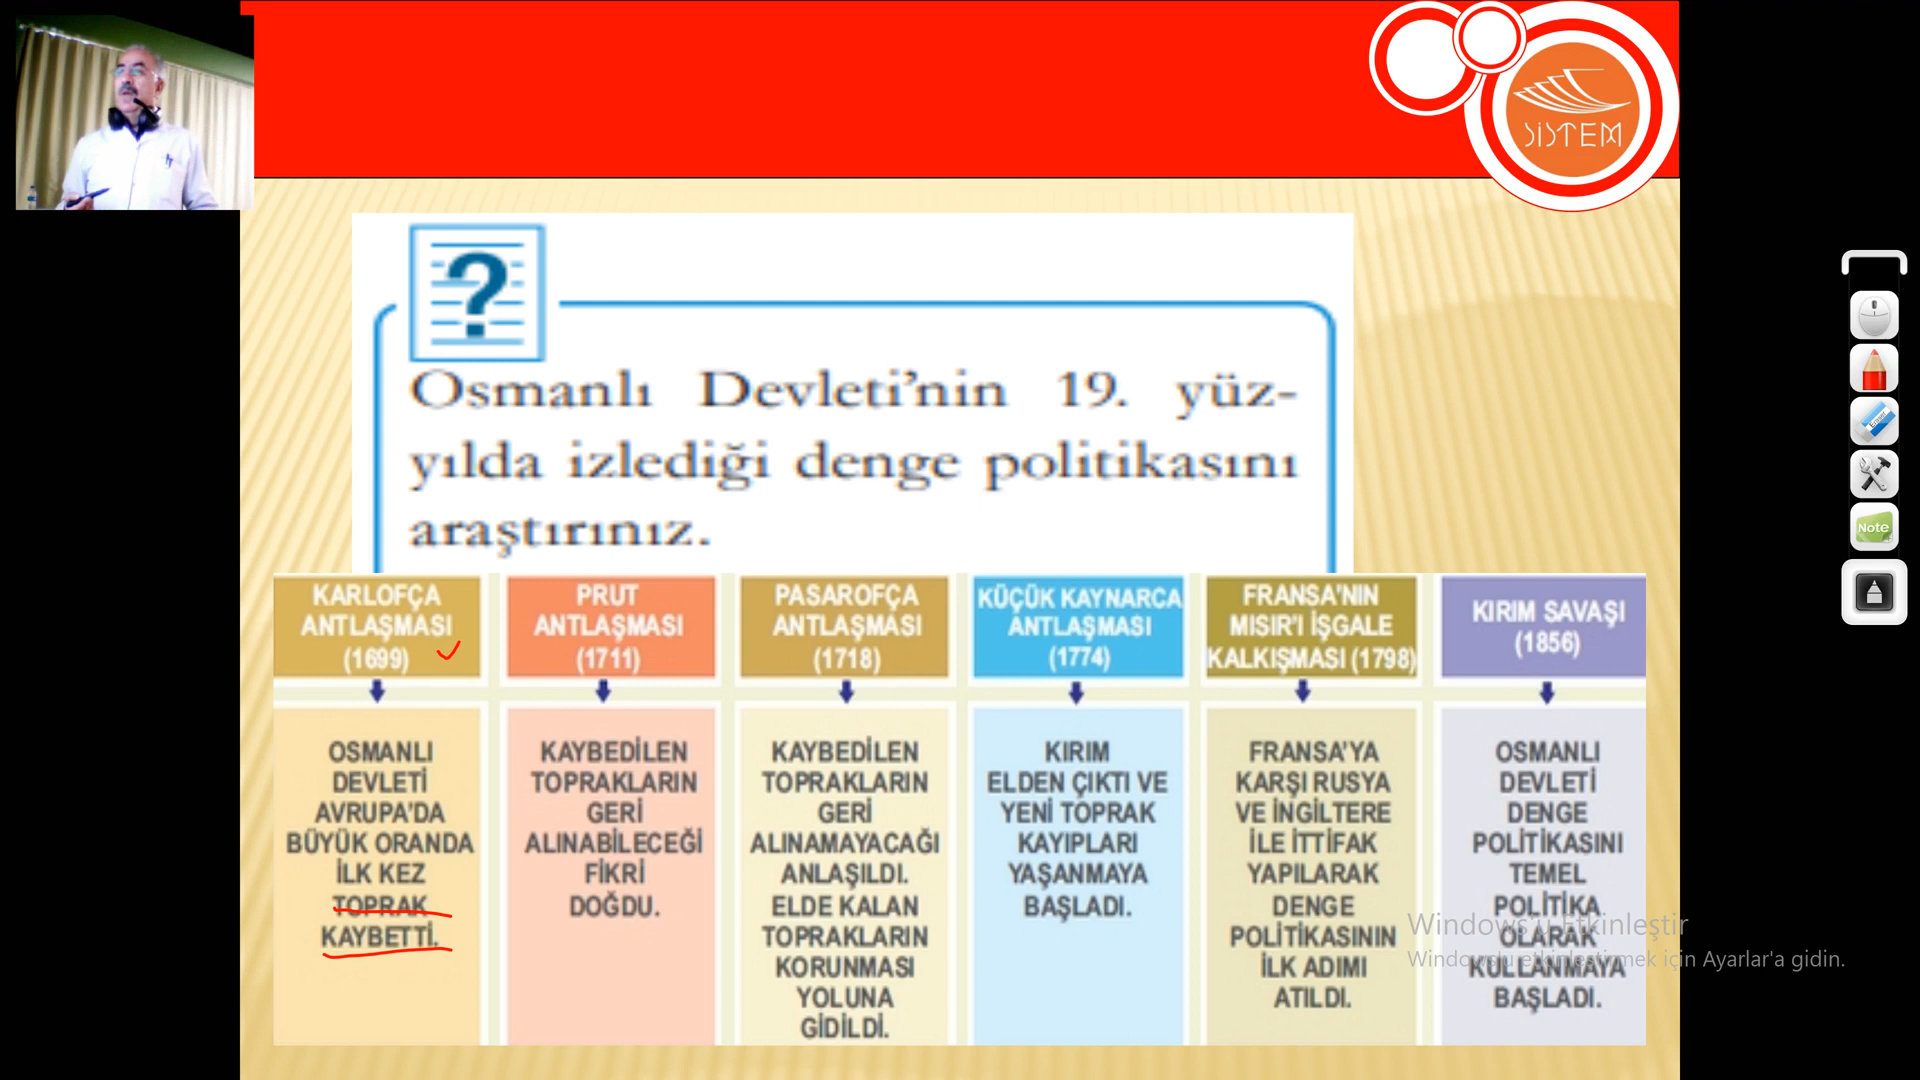 SİSTEM
Osmanlı Devleti’nin 19. yüz-
yılda izlediği denge politikasını
araştırınız.
KARLOFÇA
ANTLAŞMASI
(1699)
OSMANLI
DEVLETİ
AVRUPA'DA
BÜYÜK ORANDA
İLK KEZ
TOPRAK
KAYBETTİ.
PRUT
ANTLAŞMASI
(1711)
KAYBEDİLEN
TOPRAKLARIN
GERİ
ALINABİLECEĞİ
FİKRİ
DOĞDU.
PASAROFÇA
ANTLAŞMASI
(1718)
KAYBEDİLEN
TOPRAKLARIN
GERİ
ALINAMAYACAĞI
ANLAŞILDI.
ELDE KALAN
TOPRAKLARIN
KORUNMASI
YOLUNA
GİDİLDİ.
KÜÇÜK KAYNARCA
ANTLAŞMASI
(1774)
KIRIM
ELDEN ÇIKTI VE
YENİ TOPRAK
KAYIPLARI
YAŞANMAYA
BAŞLADI.
FRANSA'NIN
MISIR'I İŞGALE
KALKIŞMASI (1798)
FRANSA'YA
KARŞI RUSYA
VE İNGİLTERE
İLE İTTİFAK
YAPILARAK
DENGE
POLİTİKASININ
İLK ADIMI
ATILDI.
KIRIM SAVAŞI
(1856)
OSMANLI
DEVLETİ
DENGE
POLİTİKASINI
TEMEL
POLİTİKA
OLARAK
KULLANMAYA
BAŞLADI.
Windows'u Etkinleştir
Windows'u etkinleştirmek için Ayarlar'a gidin.
Note